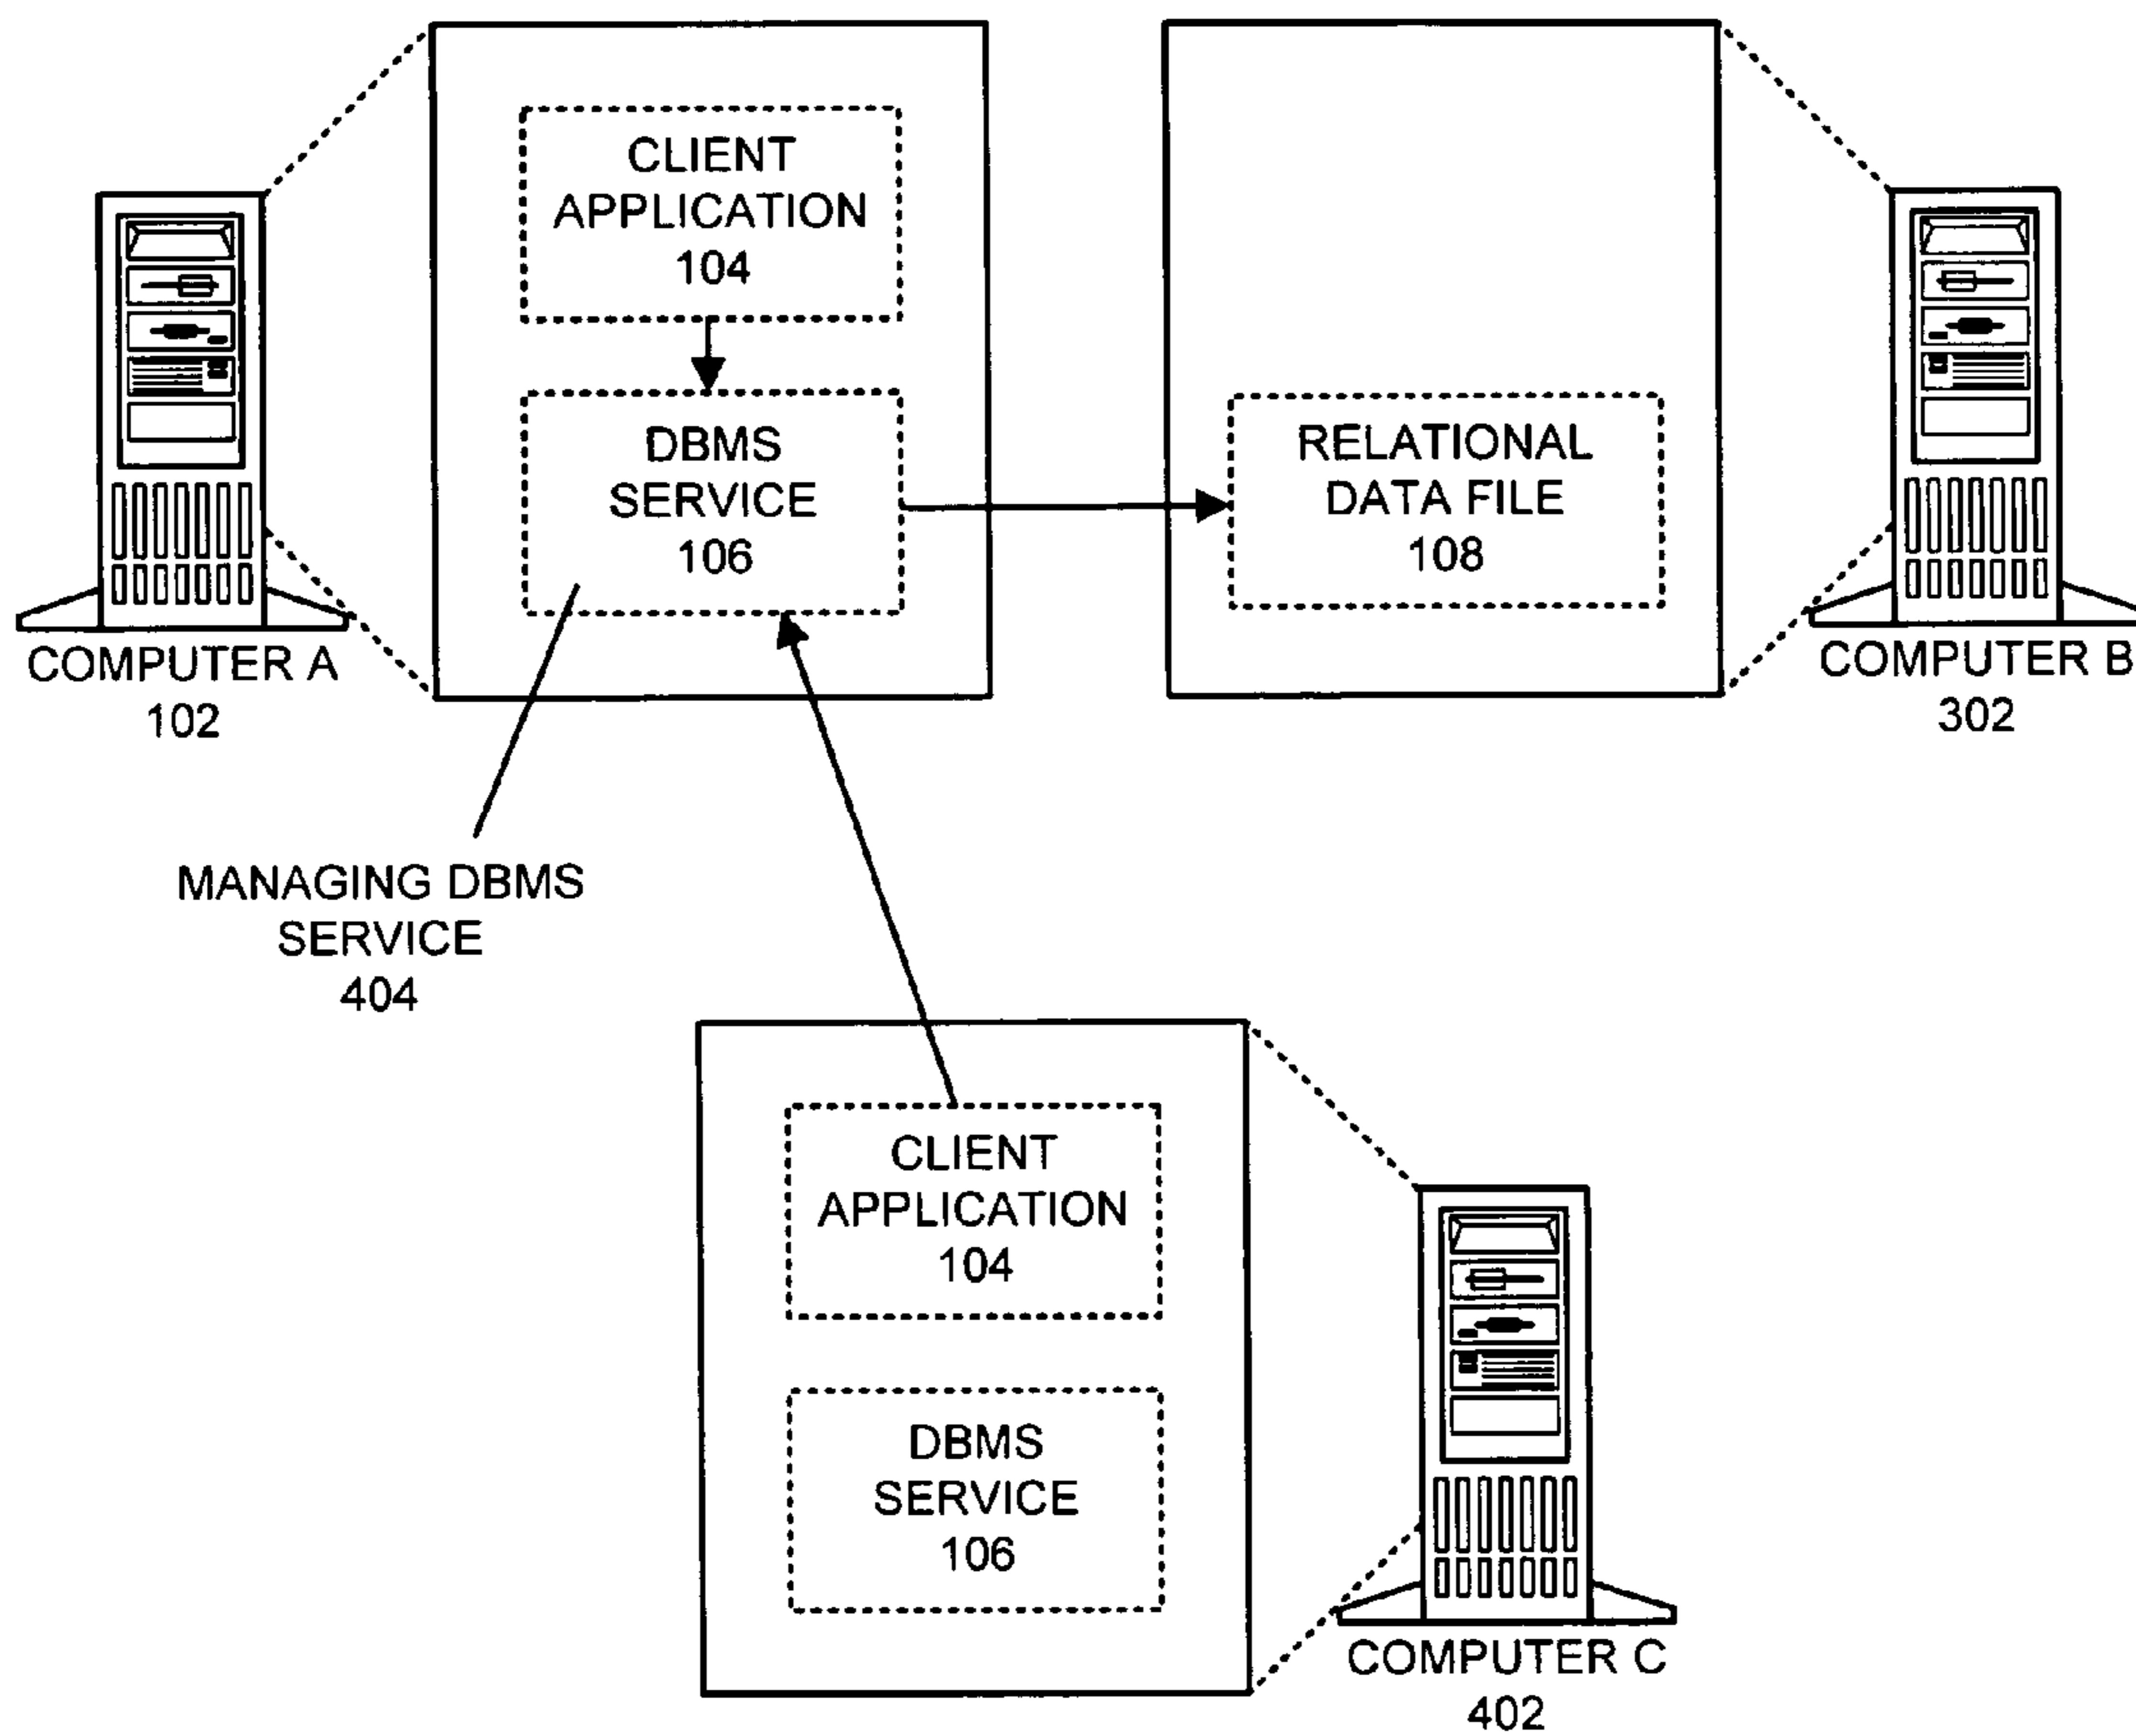 CLIENT
APPLICATION
104
DBMS
SERVICE
106
RELATIONAL
DATA FILE
108
COMPUTER A
102
COMPUTER B
302
MANAGING DBMS
SERVICE
404
CLIENT
APPLICATION
104
DBMS
SERVICE
106
COMPUTER C
402